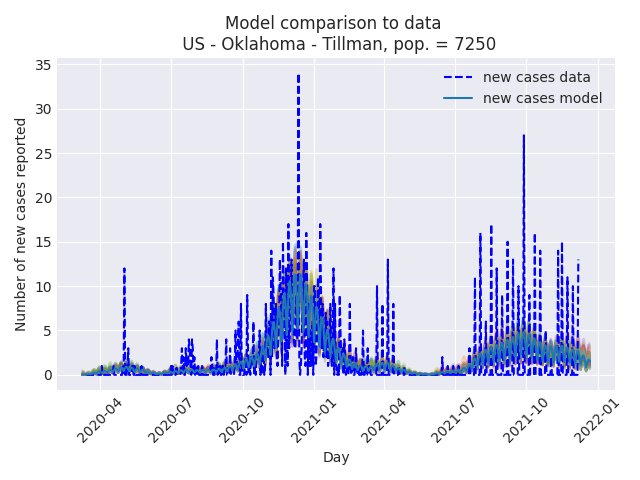 Model comparison to data
US - Oklahoma - Tillman, pop. = 7250
new cases data
new cases model
Number of new cases reported
35
30
25
20
15
10
5
0
2020-04
2020-07
2020-10
2021-01
2021-04
2021-07
2021-10
2022-01
Day